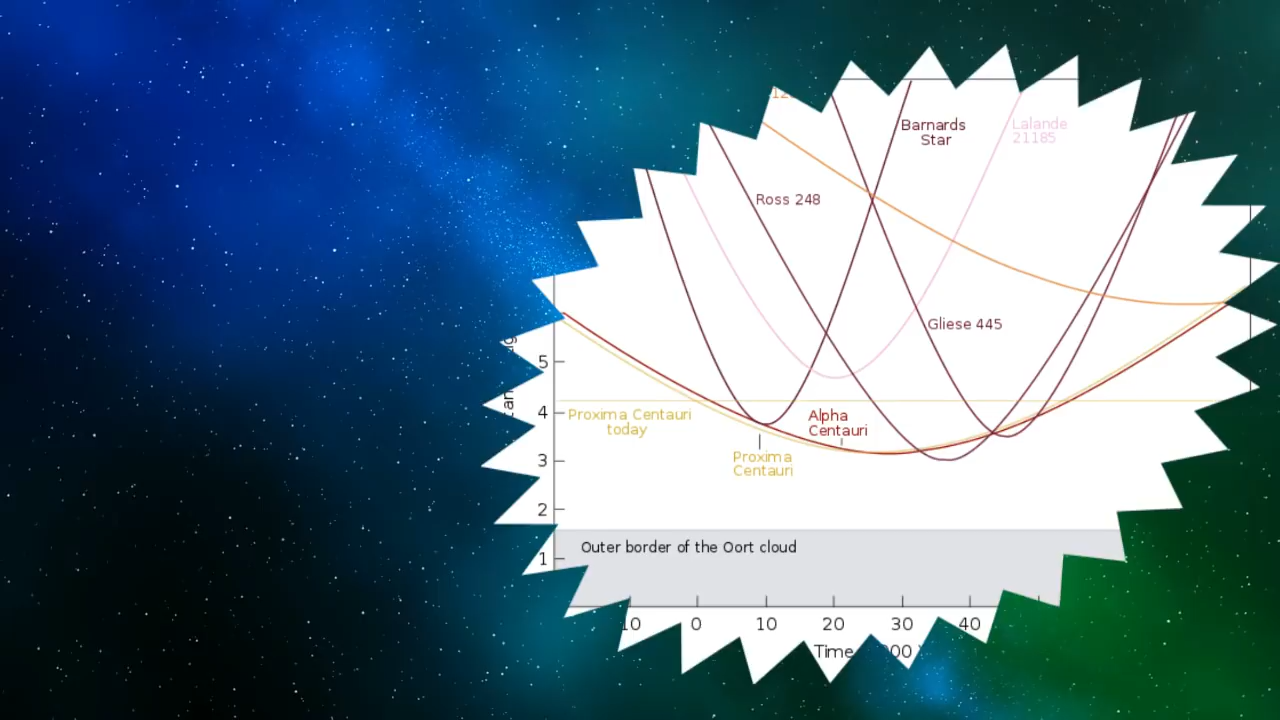 Barnards
Star
Lalande
21185
Ross 248
Gliese 445
5
4
3
2
1
Proxima Centauri
today
Alpha
Centauri
Proxima
Centauri
Outer border of the Oort cloud
10 0 10 20 30 40
Time